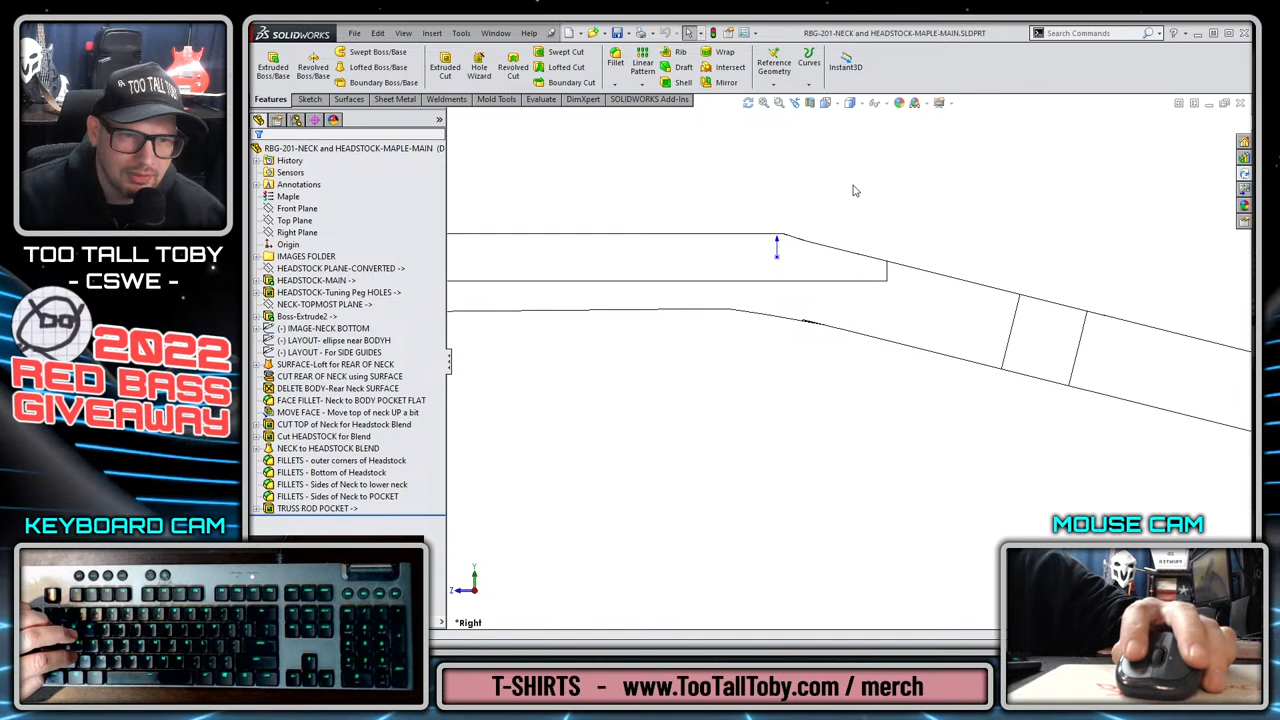 SOLIDWORKS File Edit View Insert Tools Window Help RBG-201-NECK and HEADSTOCK-MAPLE-MAIN.SLDPRT Search Commands
Extruded Boss/Base
Revolved Boss/Base
Swept Boss/Base
Lofted Boss/Base
Boundary Boss/Base
Extruded Cut
Hole Wizard
Revolved Cut
Swept Cut
Lofted Cut
Boundary Cut
Fillet
Linear Pattern
Rib
Draft
Shell
Wrap
Intersect
Mirror
Reference Geometry
Curves
Instant3D
Features Sketch Surfaces Sheet Metal Weldments Mold Tools Evaluate DimXpert SOLIDWORKS Add-Ins
RBG-201-NECK and HEADSTOCK-MAPLE-MAIN (D
History
Sensors
Annotations
Maple
Front Plane
Top Plane
Right Plane
Origin
IMAGES FOLDER
HEADSTOCK PLANE-CONVERTED ->
HEADSTOCK-MAIN ->
HEADSTOCK-Tuning Peg HOLES ->
NECK-TOPMOST PLANE ->
Boss-Extrude2 ->
(-) IMAGE-NECK BOTTOM
(-) LAYOUT- ellipse near BODYH
(-) LAYOUT - For SIDE GUIDES
SURFACE-Loft for REAR OF NECK
CUT REAR OF NECK using SURFACE
DELETE BODY-Rear Neck SURFACE
FACE FILLET- Neck to BODY POCKET FLAT
MOVE FACE - Move top of neck UP a bit
CUT TOP of Neck for Headstock Blend
Cut HEADSTOCK for Blend
NECK to HEADSTOCK BLEND
FILLETS - outer corners of Headstock
FILLETS - Bottom of Headstock
FILLETS - Sides of Neck to lower neck
FILLETS - Sides of Neck to POCKET
TRUSS ROD POCKET ->
Y
Z
*Right
TOO TALL TOBY
TOO TALL TOBY
- CSWE -
2022
RED BASS
GIVEAWAY
KEYBOARD CAM
MOUSE CAM
T-SHIRTS - www.TooTallToby.com / merch